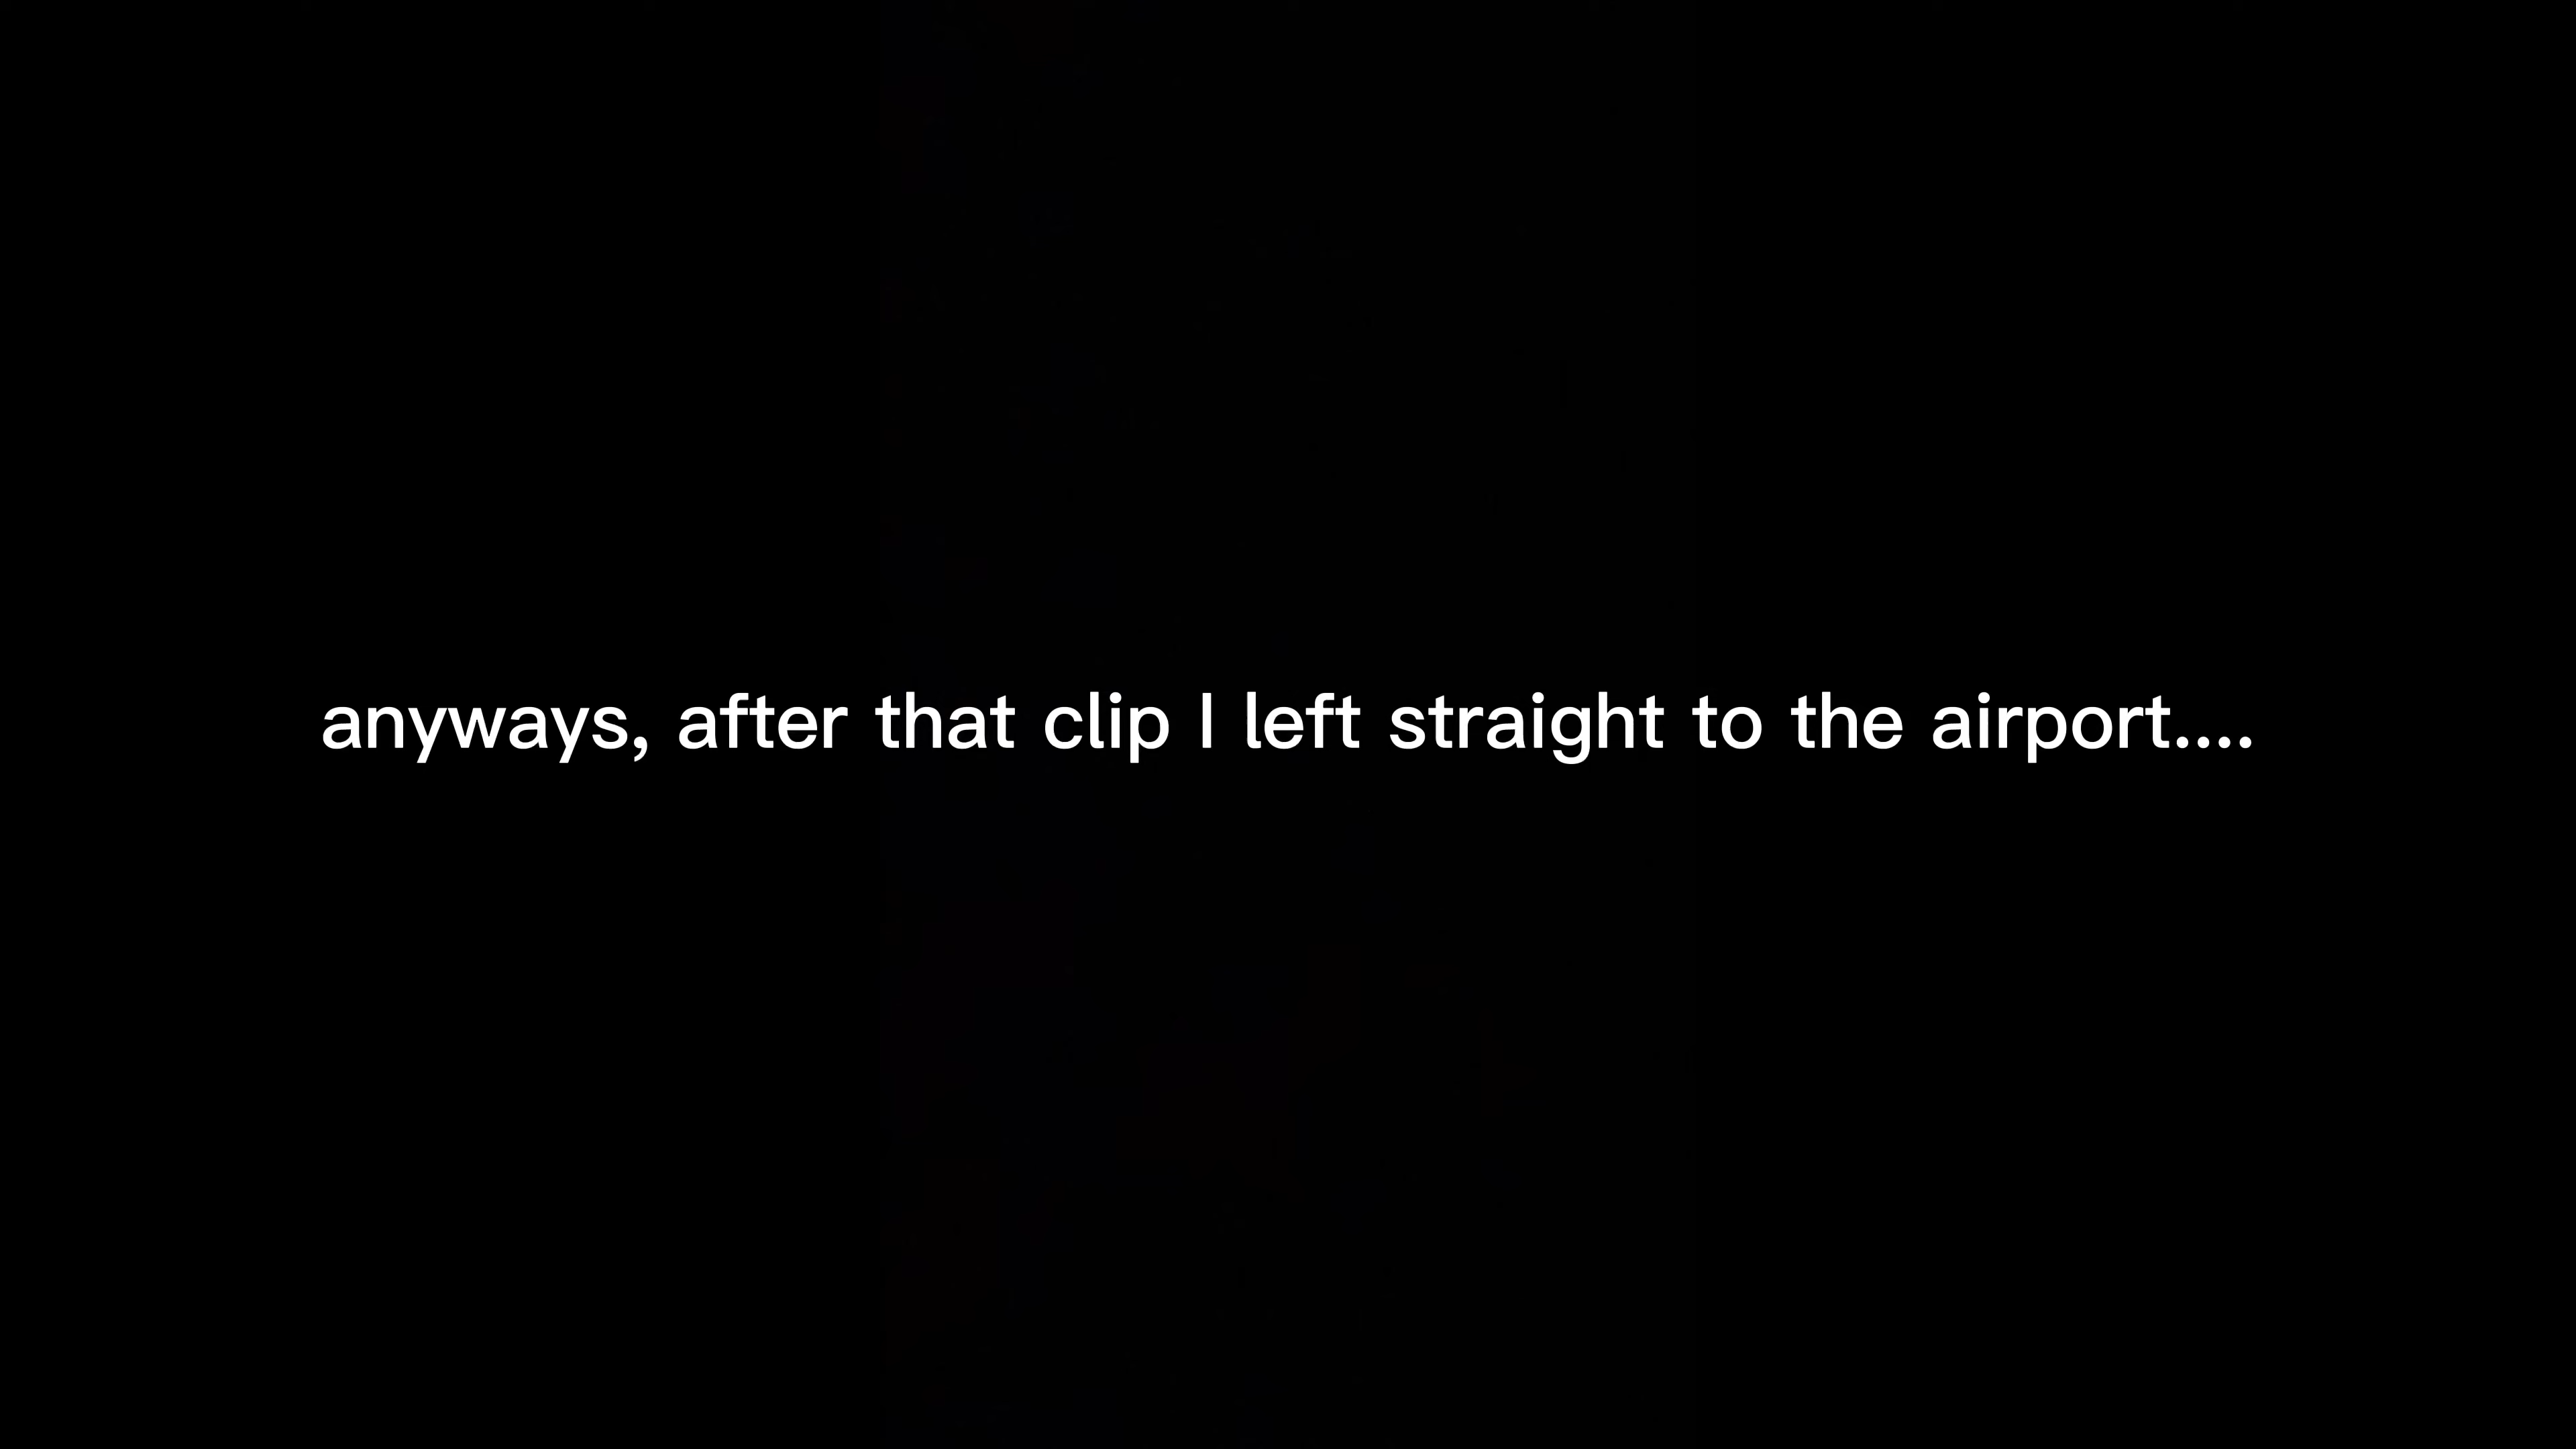 anyways, after that clip I left straight to the airport....